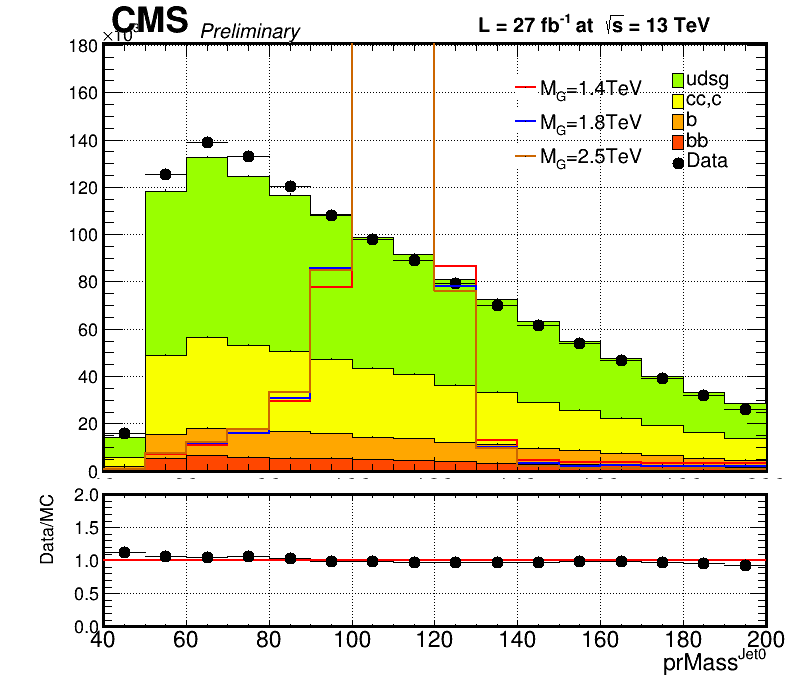 CMS Preliminary L = 27 fb⁻¹ at √s = 13 TeV
×10³
180
160
140
120
100
80
60
40
20
0
M_G=1.4TeV
M_G=1.8TeV
M_G=2.5TeV
udsg
cc,c
b
bb
Data
Data/MC
2.0
1.5
1.0
0.5
0.0
40 60 80 100 120 140 160 180 200
prMass^Jet0